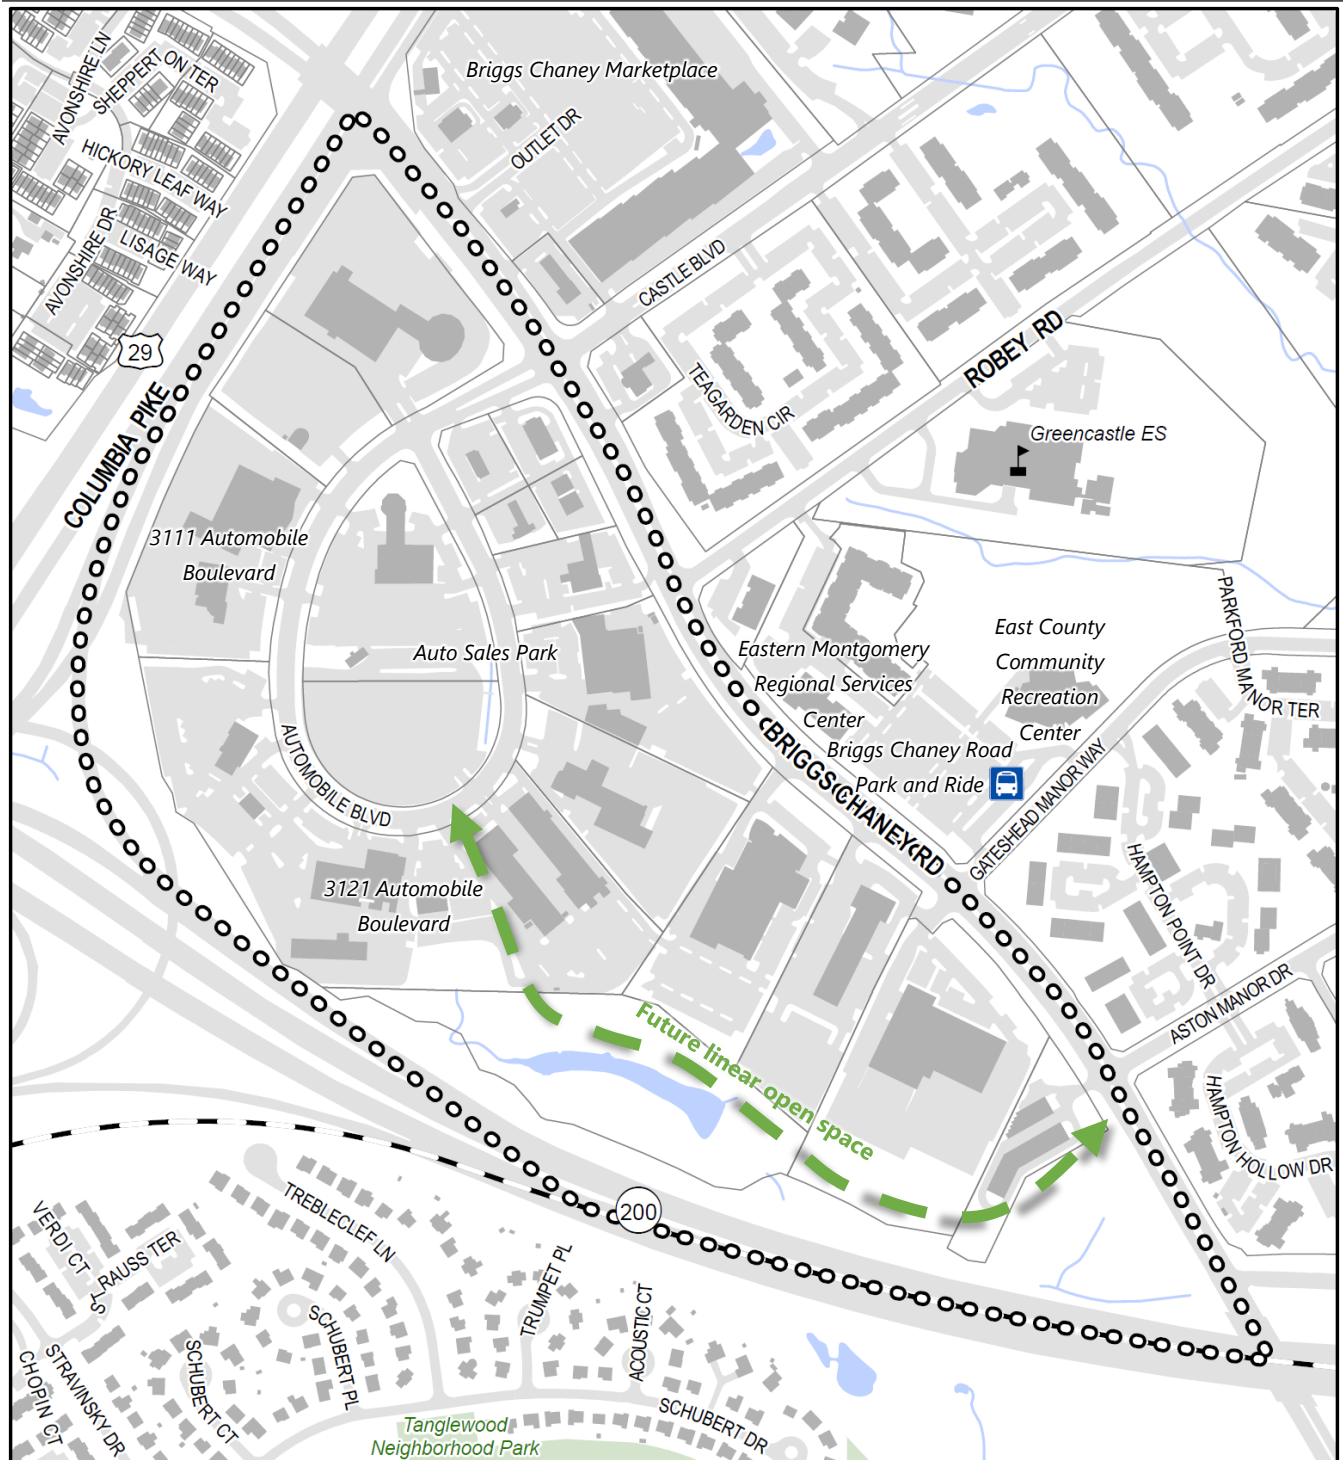 Briggs Chaney Marketplace
AVONSHIRE LN
SHEPPERTON TER
OUTLET DR
HICKORY LEAF WAY
LISAGE WAY
AVONSHIRE DR
CASTLE BLVD
29
COLUMBIA PIKE
ROBEY RD
TEAGARDEN CIR
Greencastle ES
3111 Automobile
Boulevard
PARKFORD MANOR TER
East County
Community
Recreation
Center
Eastern Montgomery
Regional Services
Center
Auto Sales Park
Briggs Chaney Road
Park and Ride
BRIGGS CHANEY RD
GATESHEAD MANOR WAY
AUTOMOBILE BLVD
3121 Automobile
Boulevard
HAMPTON POINT DR
ASTON MANOR DR
Future linear open space
HAMPTON HOLLOW DR
200
TREBLECLEF LN
VERDI CT
STRAUSS TER
TRUMPET PL
ACOUSTIC CT
SCHUBERT PL
SCHUBERT CT
STRAVINSKY DR
CHOPIN CT
SCHUBERT DR
Tanglewood
Neighborhood Park